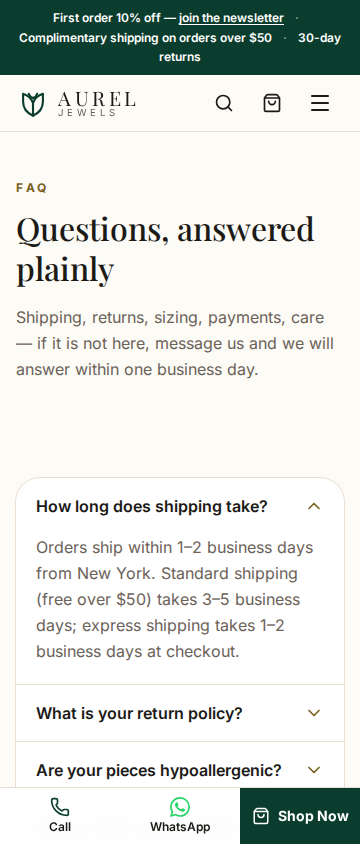 First order 10% off — join the newsletter ·
Complimentary shipping on orders over $50 · 30-day
returns
AUREL
JEWELS
FAQ
Questions, answered
plainly
Shipping, returns, sizing, payments, care
— if it is not here, message us and we will
answer within one business day.
How long does shipping take?
Orders ship within 1–2 business days
from New York. Standard shipping
(free over $50) takes 3–5 business
days; express shipping takes 1–2
business days at checkout.
What is your return policy?
Are your pieces hypoallergenic?
Call
WhatsApp
Shop Now